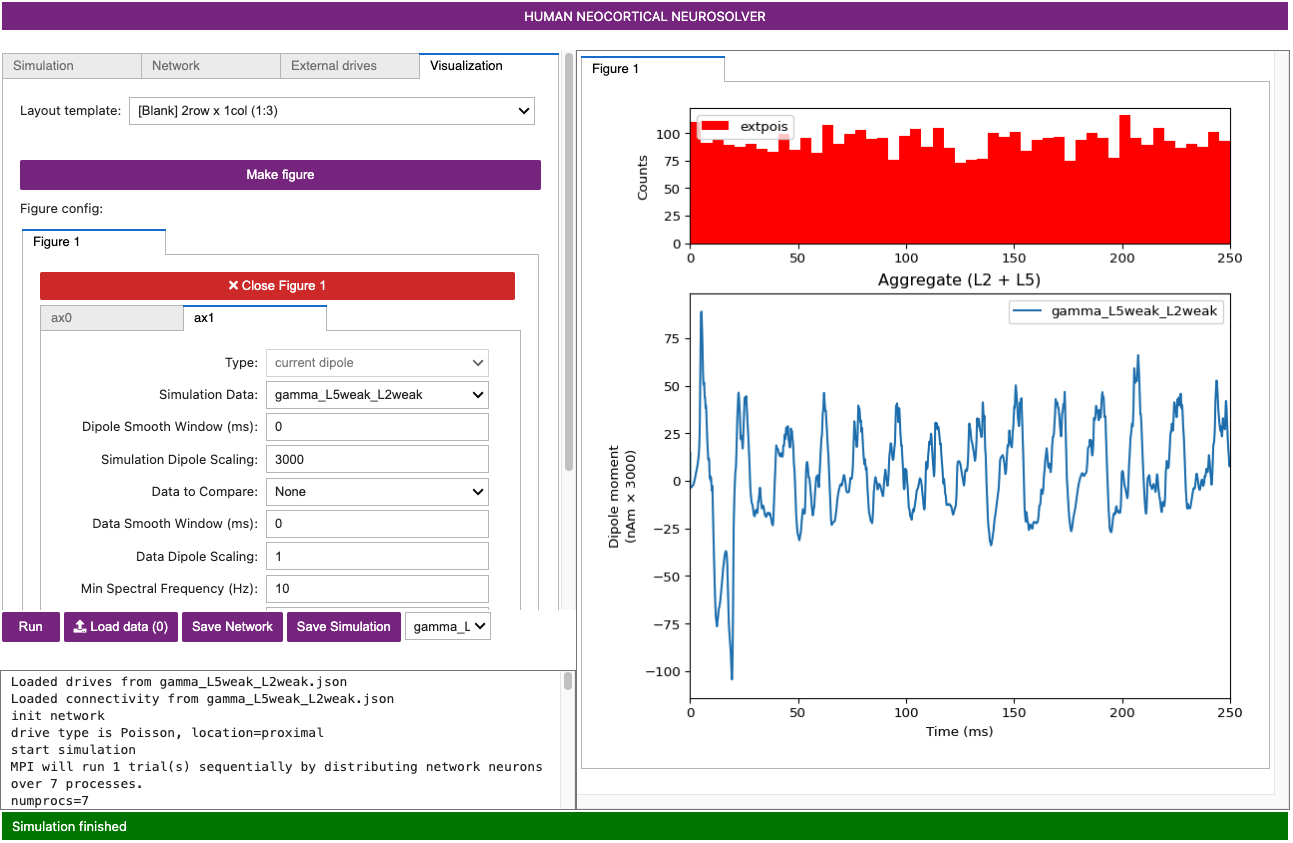 HUMAN NEOCORTICAL NEUROSOLVER
Simulation
Network
External drives
Visualization
Layout template:
[Blank] 2row x 1col (1:3)
Make figure
Figure config:
Figure 1
Close Figure 1
ax0
ax1
Type:
current dipole
Simulation Data:
gamma_L5weak_L2weak
Dipole Smooth Window (ms):
0
Simulation Dipole Scaling:
3000
Data to Compare:
None
Data Smooth Window (ms):
0
Data Dipole Scaling:
1
Min Spectral Frequency (Hz):
10
Run
Load data (0)
Save Network
Save Simulation
gamma_L
Loaded drives from gamma_L5weak_L2weak.json
Loaded connectivity from gamma_L5weak_L2weak.json
init network
drive type is Poisson, location=proximal
start simulation
MPI will run 1 trial(s) sequentially by distributing network neurons
over 7 processes.
numprocs=7
Simulation finished
Figure 1
extpois
Counts
100
75
50
25
0
0
50
100
150
200
250
Aggregate (L2 + L5)
gamma_L5weak_L2weak
Dipole moment
(nAm × 3000)
75
50
25
0
−25
−50
−75
−100
0
50
100
150
200
250
Time (ms)